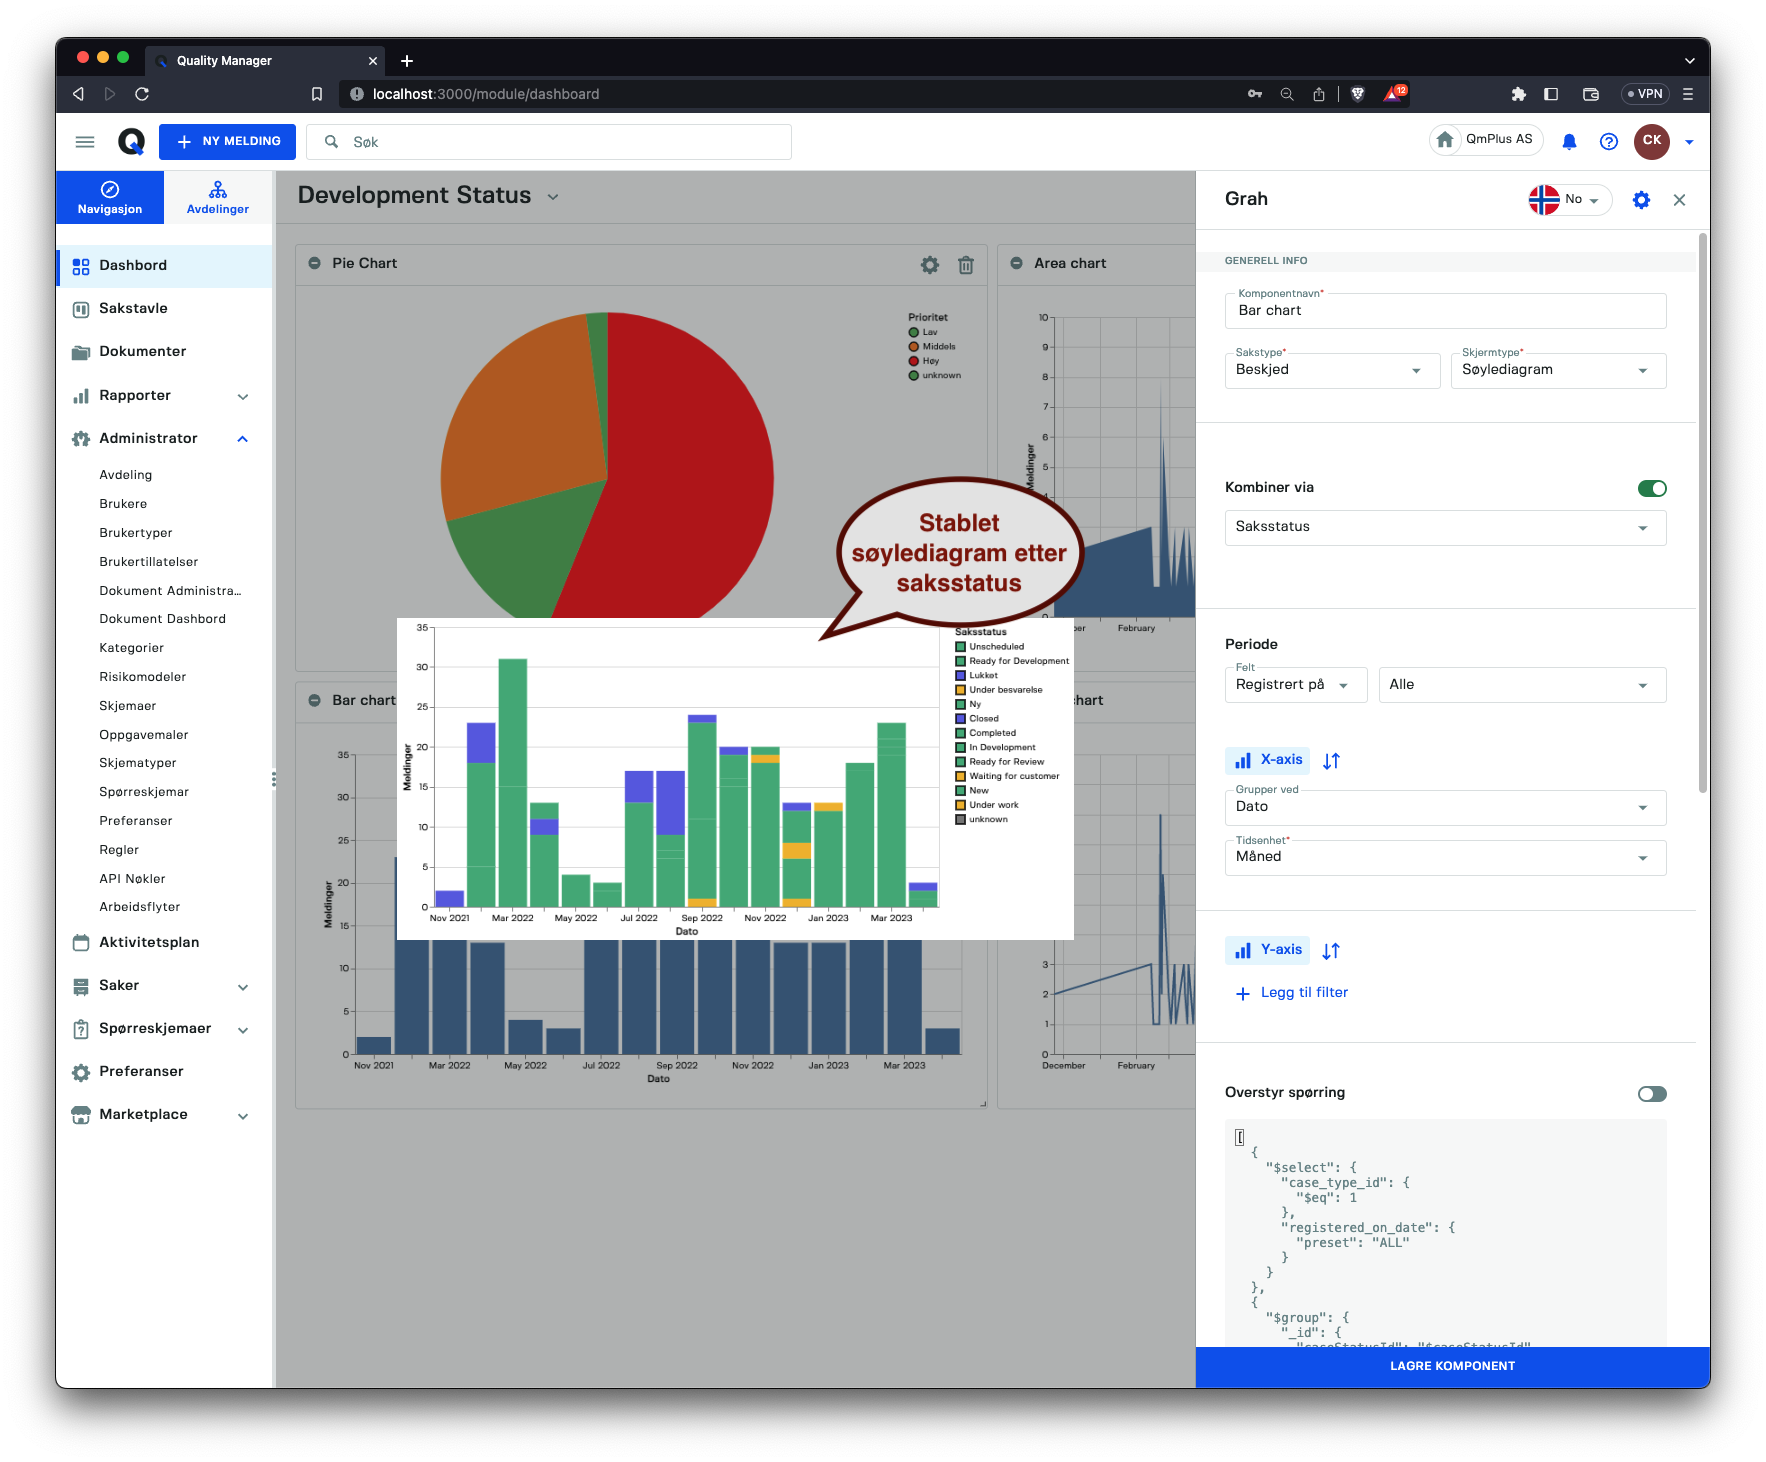 Quality Manager
localhost:3000/module/dashboard
12
VPN
NY MELDING
Søk
QmPlus AS
CK
Navigasjon
Avdelinger
Dashbord
Sakstavle
Dokumenter
Rapporter
Administrator
Avdeling
Brukere
Brukertyper
Brukertillatelser
Dokument Administra...
Dokument Dashbord
Kategorier
Risikomodeler
Skjemaer
Oppgavemaler
Skjematyper
Spørreskjemar
Preferanser
Regler
API Nøkler
Arbeidsflyter
Aktivitetsplan
Saker
Spørreskjemaer
Preferanser
Marketplace
Development Status
Pie Chart
Prioritet
Lav
Middels
Høy
unknown
Area chart
10
9
8
7
6
5
4
0
Meldinger
February
Stablet
søylediagram etter
saksstatus
35
30
25
20
15
10
5
0
Meldinger
Nov 2021
Mar 2022
May 2022
Jul 2022
Sep 2022
Nov 2022
Jan 2023
Mar 2023
Dato
Saksstatus
Unscheduled
Ready for Development
Lukket
Under besvarelse
Ny
Closed
Completed
In Development
Ready for Review
Waiting for customer
New
Under work
unknown
Bar chart
35
30
25
20
15
10
5
0
Meldinger
Nov 2021
Mar 2022
May 2022
Jul 2022
Sep 2022
Nov 2022
Jan 2023
Mar 2023
Dato
chart
3
2
1
0
December
February
Grah
No
GENERELL INFO
Komponentnavn*
Bar chart
Sakstype*
Beskjed
Skjermtype*
Søylediagram
Kombiner via
Saksstatus
Periode
Felt
Registrert på
Alle
X-axis
Grupper ved
Dato
Tidsenhet*
Måned
Y-axis
Legg til filter
Overstyr spørring
[
{
"$select": {
"case_type_id": {
"$eq": 1
},
"registered_on_date": {
"preset": "ALL"
}
}
},
{
"$group": {
"_id": {
"caseStatusId": "$caseStatusId"
LAGRE KOMPONENT